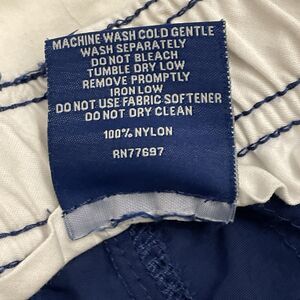 MACHINE WASH COLD GENTLE
WASH SEPARATELY
DO NOT BLEACH
TUMBLE DRY LOW
REMOVE PROMPTLY
IRON LOW
DO NOT USE FABRIC SOFTENER
DO NOT DRY CLEAN
100% NYLON
RN77697